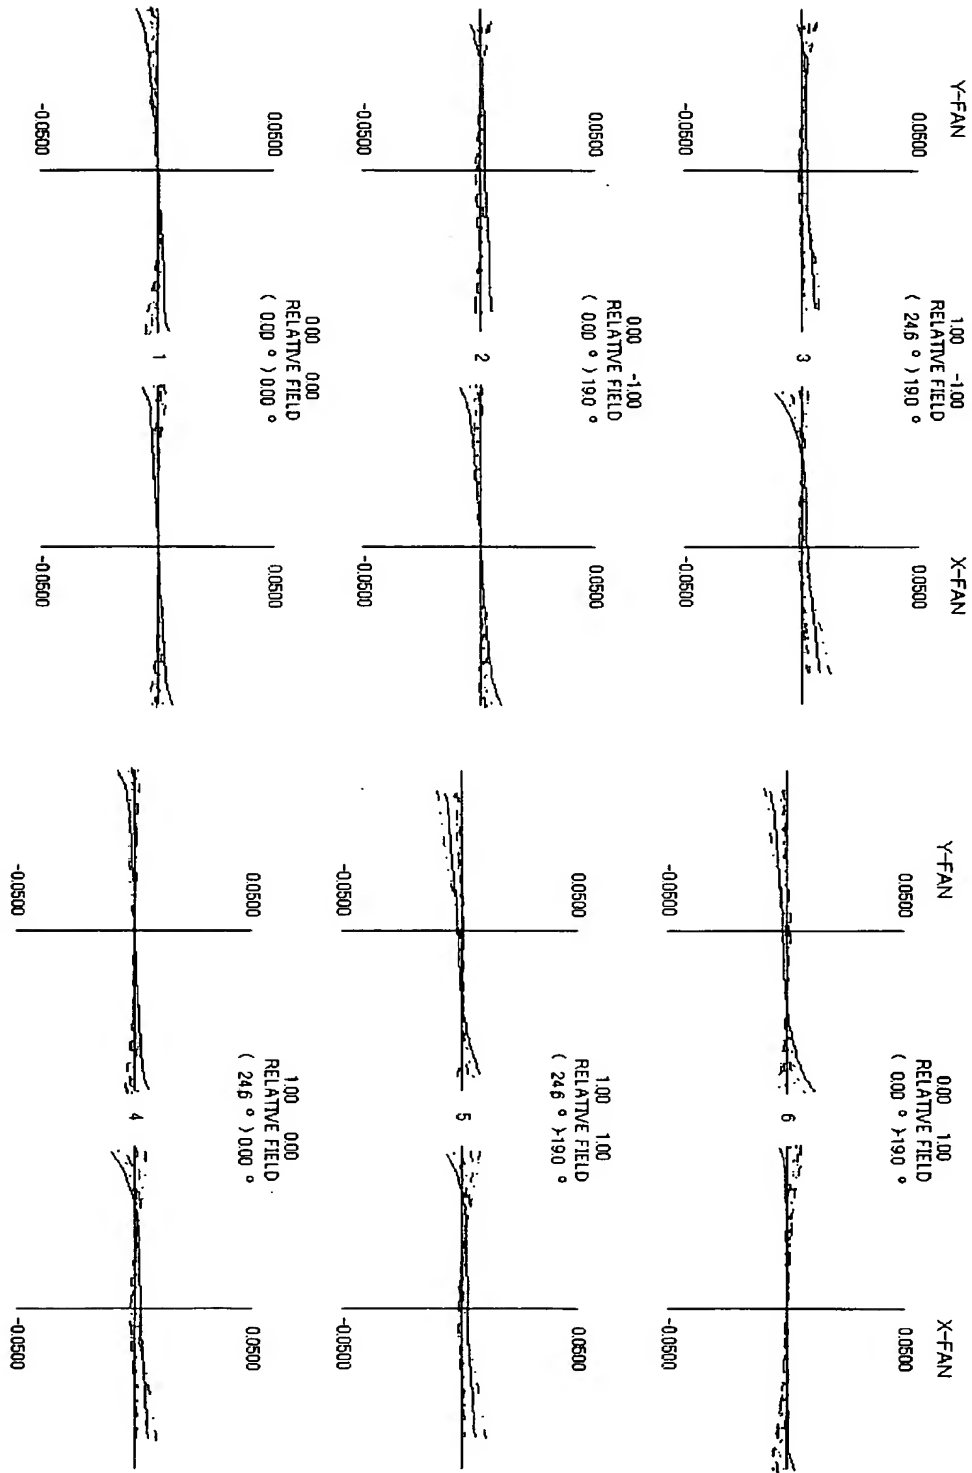 Y-FAN
X-FAN
1.00 -1.00
RELATIVE FIELD
( 24.6 ° ) 19.0 °
0.0500
0.0500
3
-0.0500
-0.0500
0.00 -1.00
RELATIVE FIELD
( 0.00 ° ) 19.0 °
0.0500
0.0500
2
-0.0500
-0.0500
0.00 0.00
RELATIVE FIELD
( 0.00 ° ) 0.00 °
0.0500
0.0500
1
-0.0500
-0.0500
Y-FAN
X-FAN
0.00 1.00
RELATIVE FIELD
( 0.00 ° )-19.0 °
0.0500
0.0500
6
-0.0500
-0.0500
1.00 1.00
RELATIVE FIELD
( 24.6 ° )-19.0 °
0.0500
0.0500
5
-0.0500
-0.0500
1.00 0.00
RELATIVE FIELD
( 24.6 ° ) 0.00 °
0.0500
0.0500
4
-0.0500
-0.0500